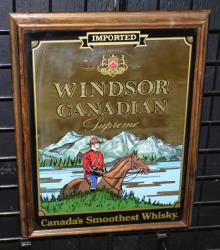 IMPORTED
WINDSOR
CANADIAN
Supreme
Canada's Smoothest Whisky.